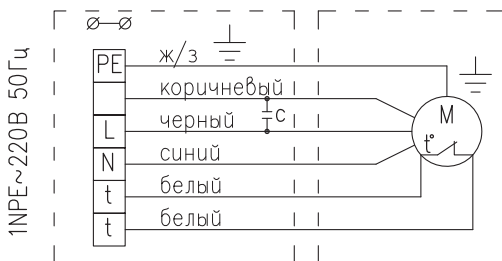 1NPE~220В 50Гц
PE ж/з
коричневый
L черный C
N синий
t белый
t белый
M
t°